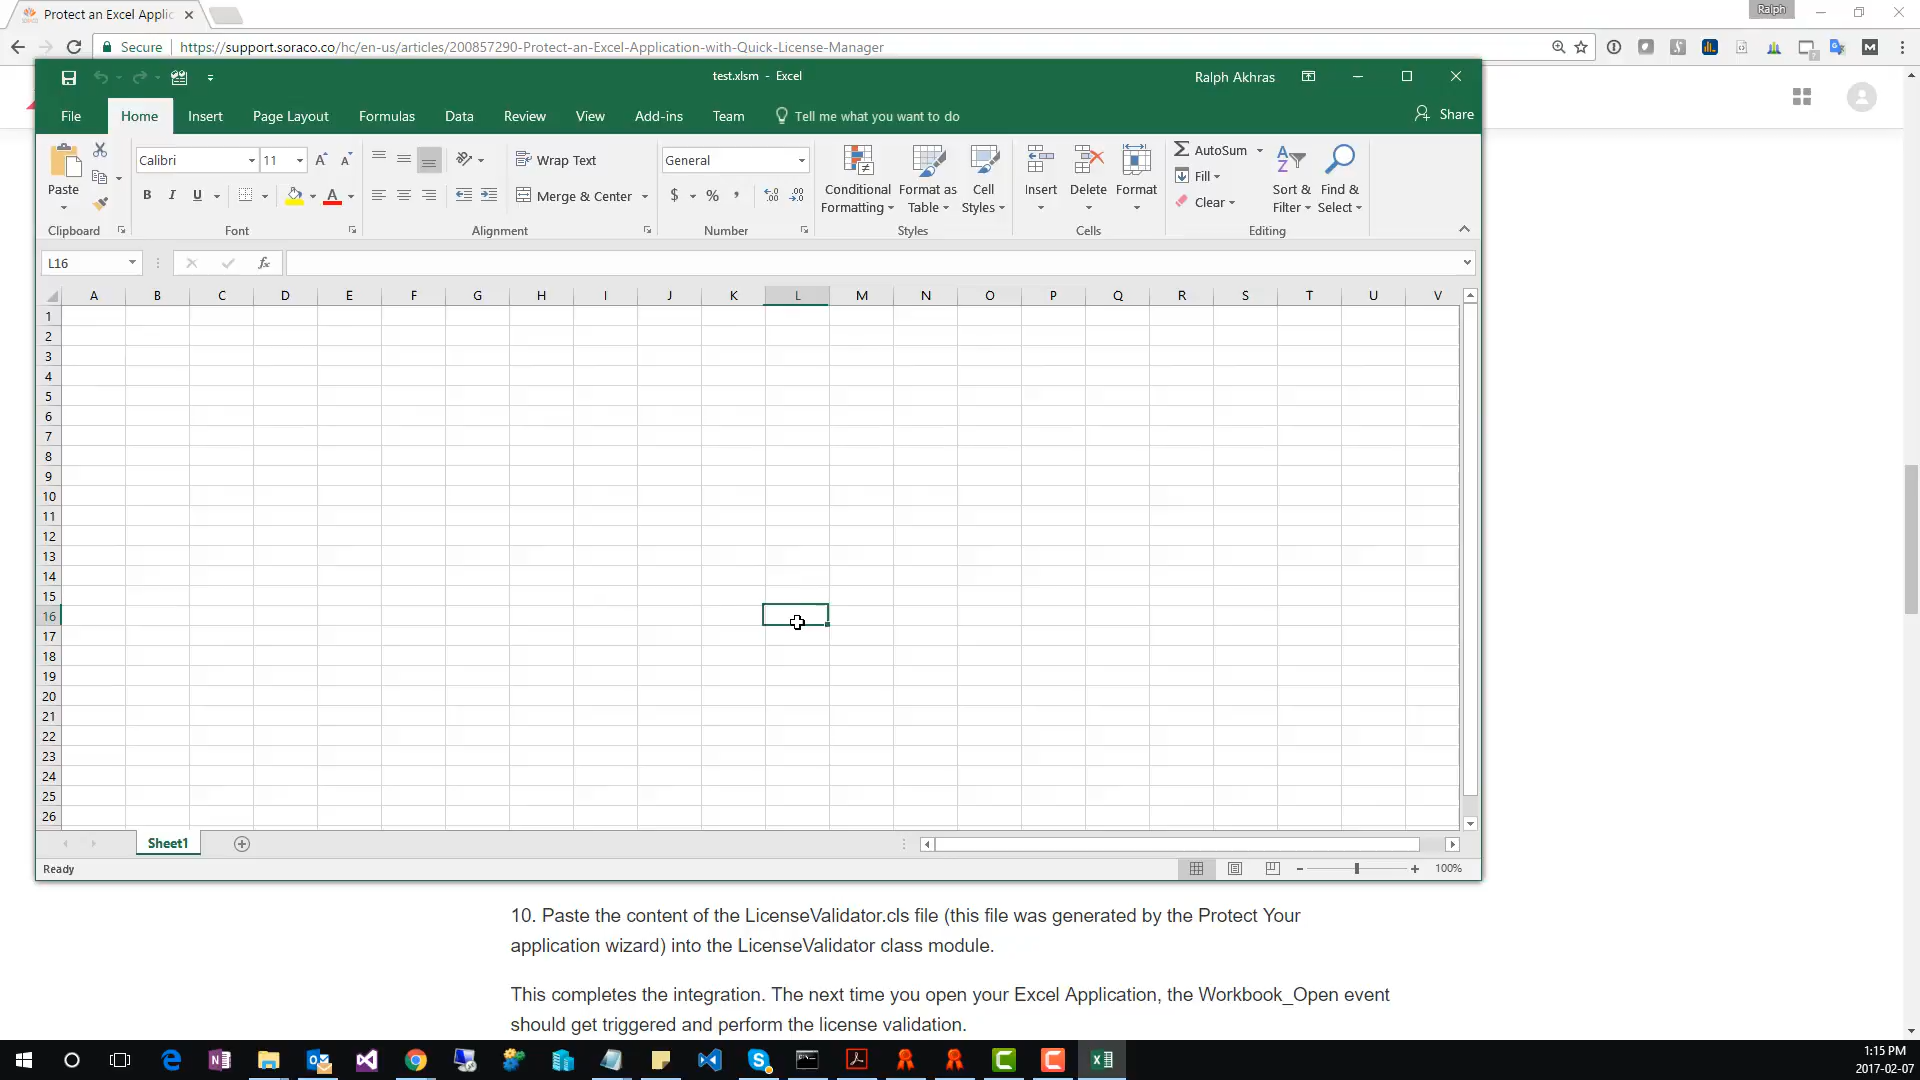 Protect an Excel Applic
Ralph
Secure https://support.soraco.co/hc/en-us/articles/200857290-Protect-an-Excel-Application-with-Quick-License-Manager
test.xlsm - Excel
Ralph Akhras
File Home Insert Page Layout Formulas Data Review View Add-ins Team Tell me what you want to do Share
Calibri 11 Wrap Text General AutoSum
Paste Conditional Format as Cell Insert Delete Format Fill Sort & Find &
B I U Merge & Center $ % , Formatting Table Styles Clear Filter Select
Clipboard Font Alignment Number Styles Cells Editing
L16 fx
A B C D E F G H I J K L M N O P Q R S T U V
1
2
3
4
5
6
7
8
9
10
11
12
13
14
15
16
17
18
19
20
21
22
23
24
25
26
Sheet1
Ready 100%
10. Paste the content of the LicenseValidator.cls file (this file was generated by the Protect Your
application wizard) into the LicenseValidator class module.
This completes the integration. The next time you open your Excel Application, the Workbook_Open event
should get triggered and perform the license validation.
1:15 PM
2017-02-07